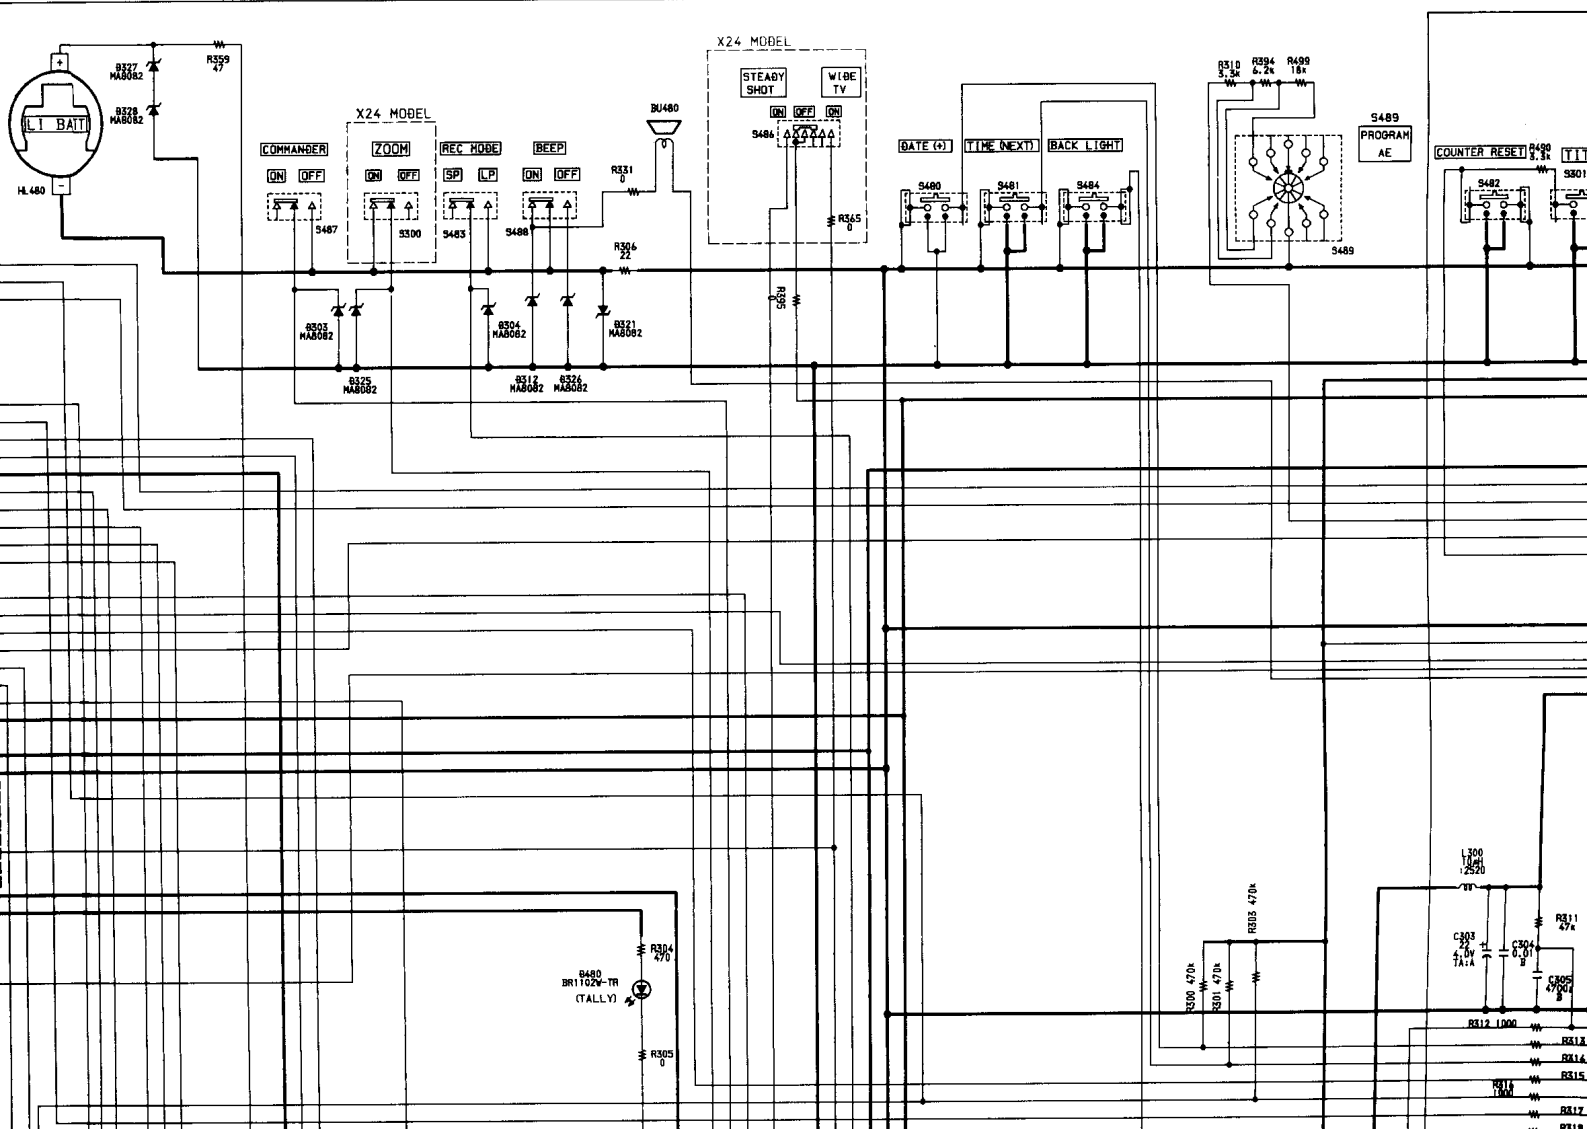 X24 MODEL
STEADY SHOT
WIDE TV
ON OFF ON
S486
R365
0
R395
0
+
LI BATT
-
HL480
D327
MA8082
D328
MA8082
R359
47
COMMANDER
ON OFF
S487
X24 MODEL
ZOOM
ON OFF
S300
REC MODE
SP LP
S483
BEEP
ON OFF
S488
BU480
R331
0
R306
22
D303
MA8082
D325
MA8082
D304
MA8082
D312
MA8082
D326
MA8082
D321
MA8082
DATE (+)
TIME (NEXT)
BACK LIGHT
S480
S481
S484
R310
3.3k
R394
6.2k
R499
18k
S489
PROGRAM
AE
S489
COUNTER RESET
R490
3.3k
TIT
S301
S482
R304
470
D480
BR1102W-TR
(TALLY)
R305
0
R300 470k
R301 470k
R303 470k
L300
10μH
:2520
C303
22
4.0V
TA:A
C304
0.01
B
R311
47k
C305
4700p
B
R312 1000
R313
R314
R315
R316
1000
R317
R318